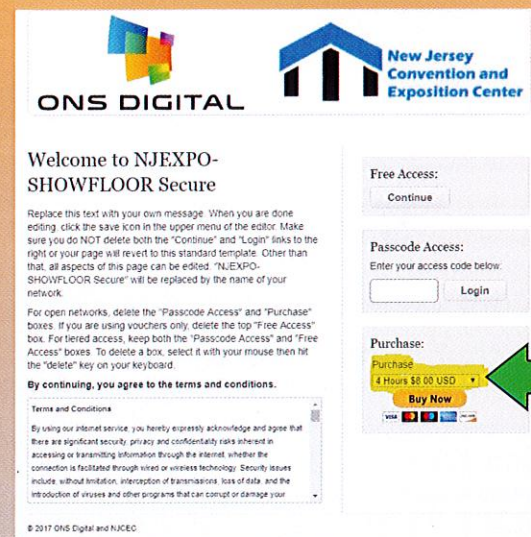 ONS DIGITAL
New Jersey
Convention and
Exposition Center
Welcome to NJEXPO-
SHOWFLOOR Secure
Replace this text with your own message. When you are done
editing, click the save icon in the upper menu of the editor. Make
sure you do NOT delete both the "Continue" and "Login" links to the
right or your page will revert to this standard template. Other than
that, all aspects of this page can be edited. "NJEXPO-
SHOWFLOOR Secure" will be replaced by the name of your
network.
For open networks, delete the "Passcode Access" and "Purchase"
boxes. If you are using vouchers only, delete the top "Free Access"
box. For tiered access, keep both the "Passcode Access" and "Free
Access" boxes. To delete a box, select it with your mouse then hit
the "delete" key on your keyboard.
By continuing, you agree to the terms and conditions.
Terms and Conditions
By using our internet service, you hereby expressly acknowledge and agree that
there are significant security, privacy and confidentiality risks inherent in
accessing or transmitting information through the internet, whether the
connection is facilitated through wired or wireless technology. Security issues
include, without limitation, interception of transmissions, loss of data, and the
introduction of viruses and other programs that can corrupt or damage your
© 2017 ONS Digital and NJCEC
Free Access:
Continue
Passcode Access:
Enter your access code below:
Login
Purchase:
Purchase
4 Hours $8.00 USD
Buy Now
VISA